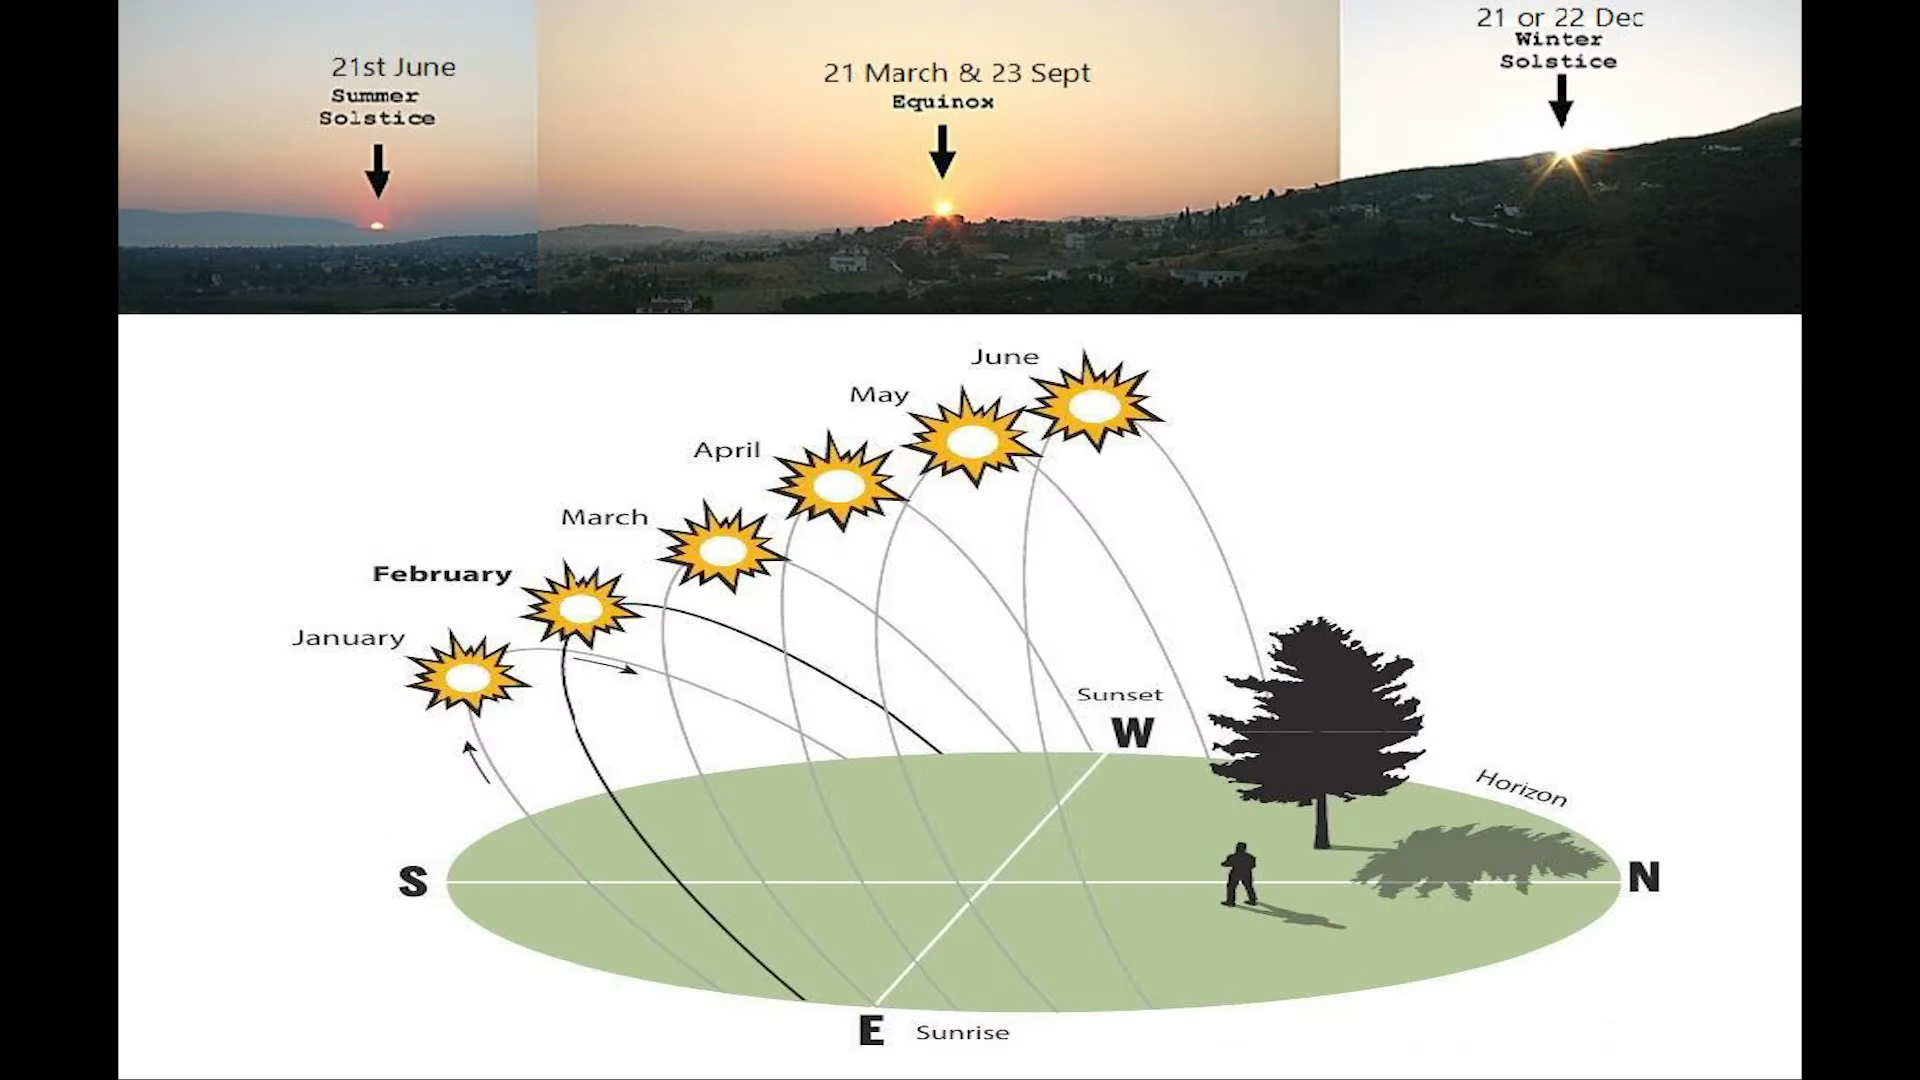 21st June
Summer
Solstice
21 March & 23 Sept
Equinox
21 or 22 Dec
Winter
Solstice
June
May
April
March
February
January
Sunset
W
Horizon
S
N
E Sunrise